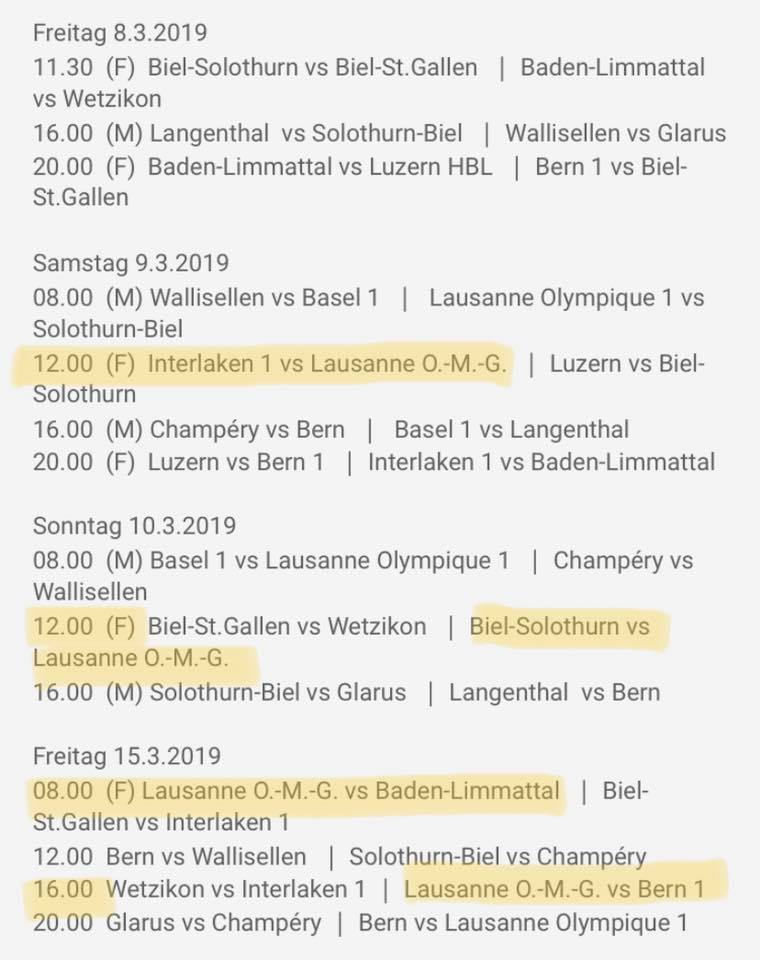 Freitag 8.3.2019
11.30 (F) Biel-Solothurn vs Biel-St.Gallen | Baden-Limmattal
vs Wetzikon
16.00 (M) Langenthal vs Solothurn-Biel | Wallisellen vs Glarus
20.00 (F) Baden-Limmattal vs Luzern HBL | Bern 1 vs Biel-
St.Gallen
Samstag 9.3.2019
08.00 (M) Wallisellen vs Basel 1 | Lausanne Olympique 1 vs
Solothurn-Biel
12.00 (F) Interlaken 1 vs Lausanne O.-M.-G. | Luzern vs Biel-
Solothurn
16.00 (M) Champéry vs Bern | Basel 1 vs Langenthal
20.00 (F) Luzern vs Bern 1 | Interlaken 1 vs Baden-Limmattal
Sonntag 10.3.2019
08.00 (M) Basel 1 vs Lausanne Olympique 1 | Champéry vs
Wallisellen
12.00 (F) Biel-St.Gallen vs Wetzikon | Biel-Solothurn vs
Lausanne O.-M.-G.
16.00 (M) Solothurn-Biel vs Glarus | Langenthal vs Bern
Freitag 15.3.2019
08.00 (F) Lausanne O.-M.-G. vs Baden-Limmattal | Biel-
St.Gallen vs Interlaken 1
12.00 Bern vs Wallisellen | Solothurn-Biel vs Champéry
16.00 Wetzikon vs Interlaken 1 | Lausanne O.-M.-G. vs Bern 1
20.00 Glarus vs Champéry | Bern vs Lausanne Olympique 1